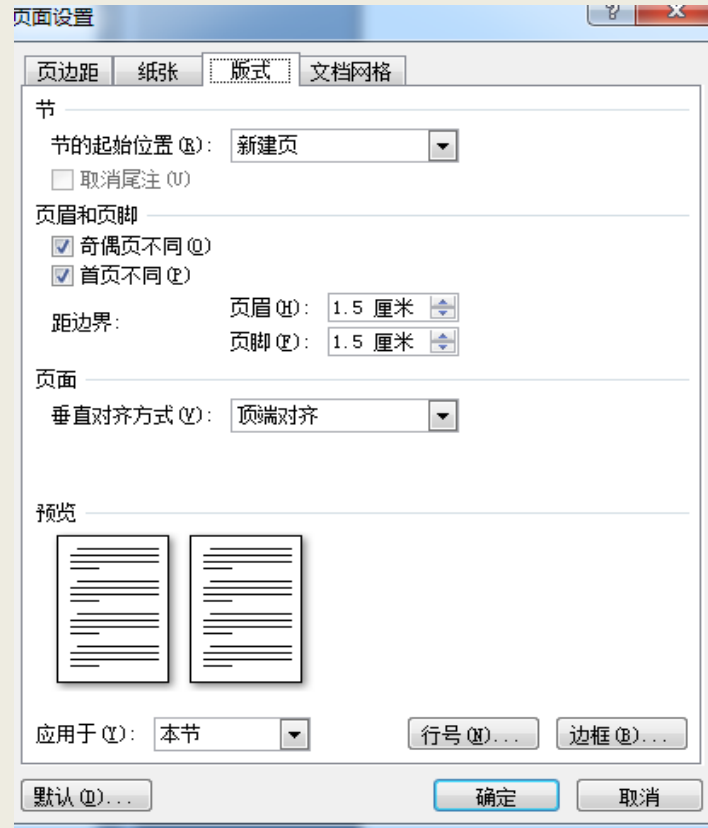 页面设置
页边距 纸张 版式 文档网格
节
节的起始位置(R): 新建页
取消尾注(U)
页眉和页脚
奇偶页不同(O)
首页不同(P)
距边界: 页眉(H): 1.5 厘米
页脚(F): 1.5 厘米
页面
垂直对齐方式(V): 顶端对齐
预览
应用于(Y): 本节 行号(N)... 边框(B)...
默认(D)... 确定 取消